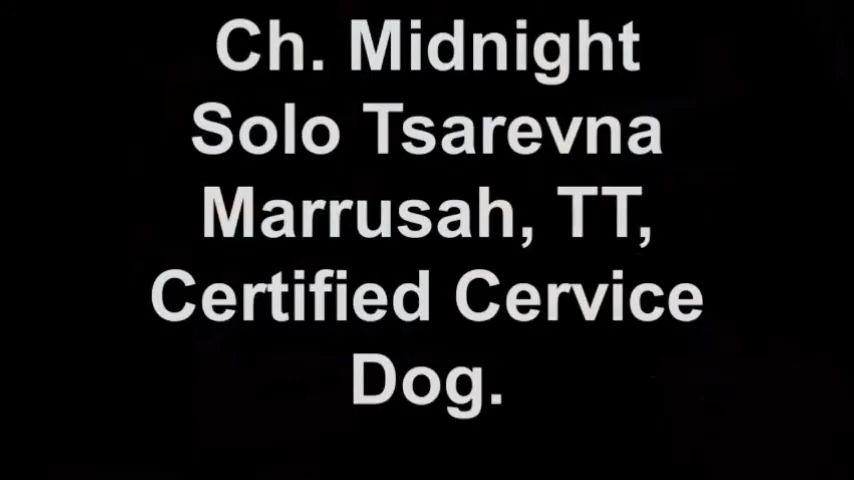 Ch. Midnight
Solo Tsarevna
Marrusah, TT,
Certified Cervice
Dog.